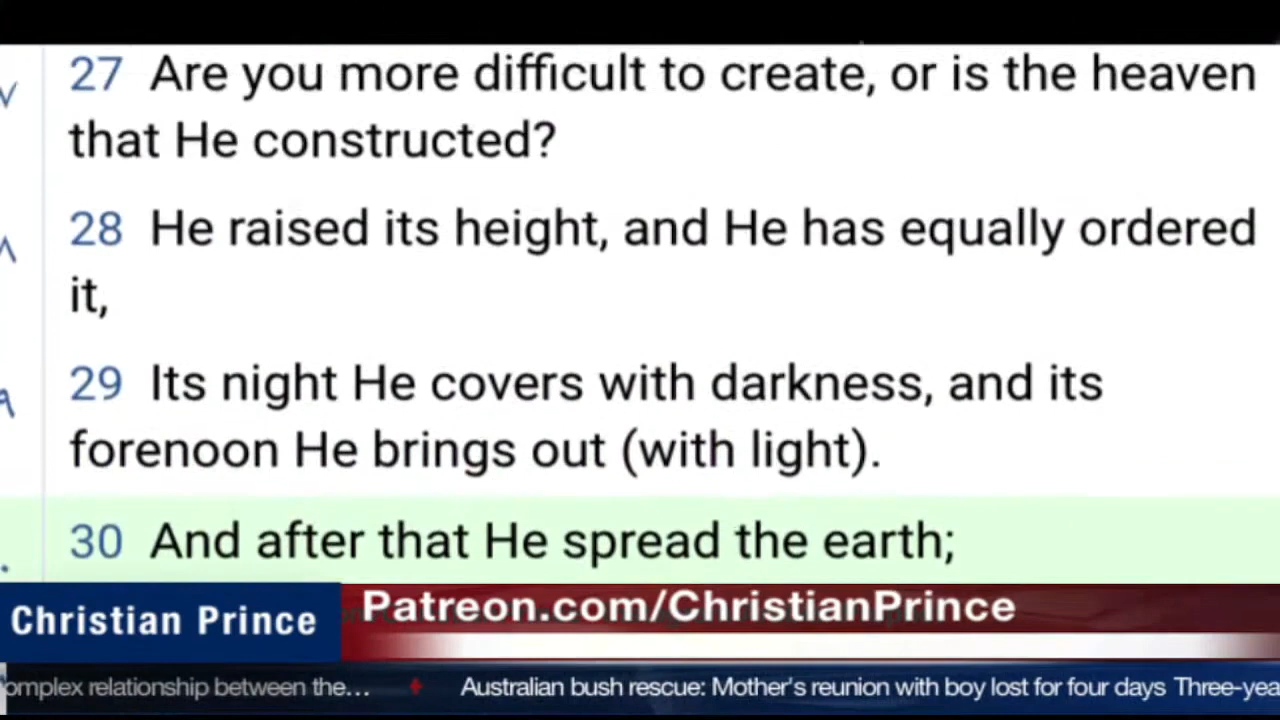 27 Are you more difficult to create, or is the heaven
that He constructed?
28 He raised its height, and He has equally ordered
it,
29 Its night He covers with darkness, and its
forenoon He brings out (with light).
30 And after that He spread the earth;
Christian Prince
Patreon.com/ChristianPrince
omplex relationship between the... Australian bush rescue: Mother's reunion with boy lost for four days Three-yea